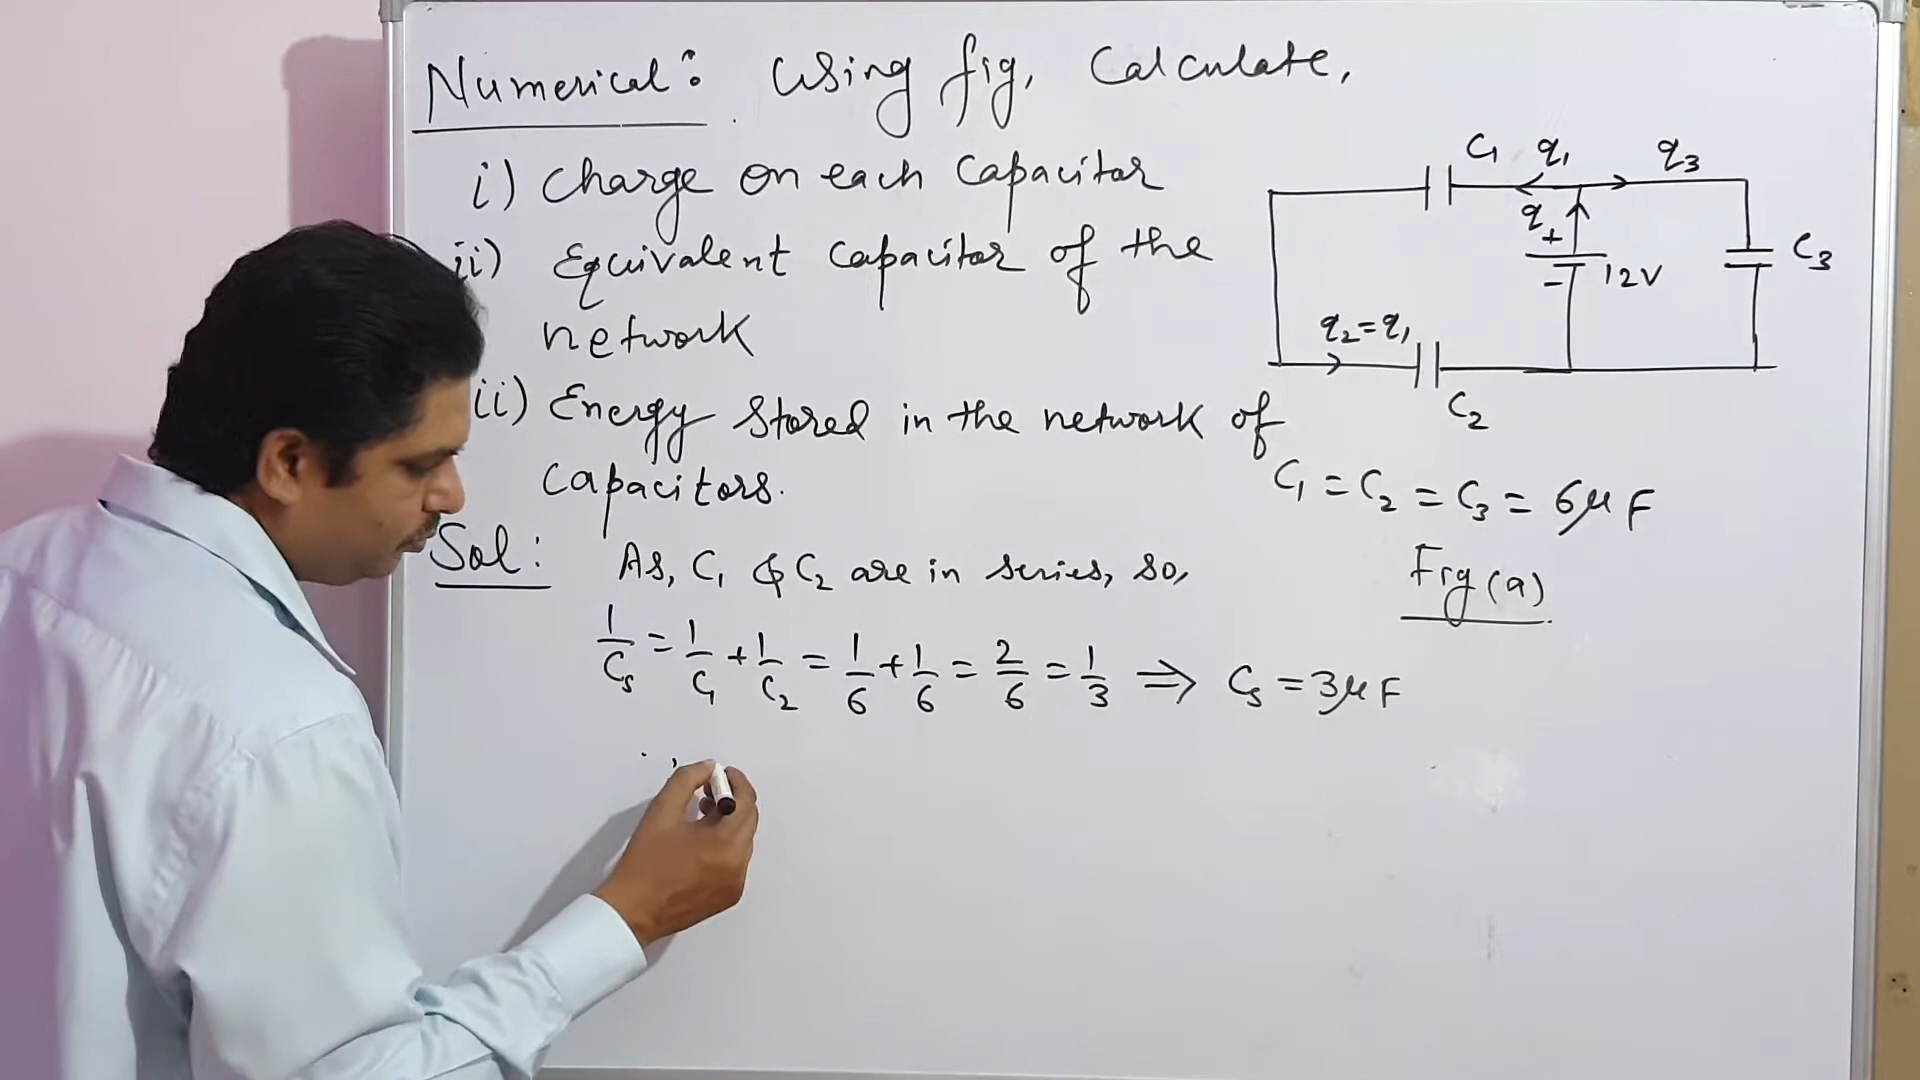 Numerical: Using fig, Calculate,
i) Charge on each Capacitor
ii) Equivalent Capacitor of the
network
ii) Energy Stored in the network of
Capacitors.
C₁ q₁ q₃
q
+
- 12V
C₃
q₂=q₁
C₂
C₁ = C₂ = C₃ = 6μF
Fig(a)
Sol: As, C₁ & C₂ are in series, so,
1/Cₛ = 1/C₁ + 1/C₂ = 1/6 + 1/6 = 2/6 = 1/3 ⇒ Cₛ = 3μF